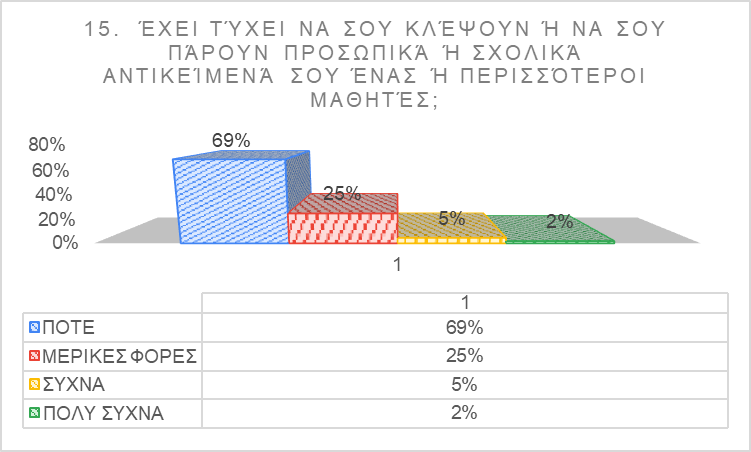 15. ΈΧΕΙ ΤΎΧΕΙ ΝΑ ΣΟΥ ΚΛΈΨΟΥΝ Ή ΝΑ ΣΟΥ
ΠΆΡΟΥΝ ΠΡΟΣΩΠΙΚΆ Ή ΣΧΟΛΙΚΆ
ΑΝΤΙΚΕΊΜΕΝΆ ΣΟΥ ΈΝΑΣ Ή ΠΕΡΙΣΣΌΤΕΡΟΙ
ΜΑΘΗΤΈΣ;
69%
80%
60%
40%
20%
0%
25%
5%
2%
1
1
ΠΟΤΕ 69%
ΜΕΡΙΚΕΣ ΦΟΡΕΣ 25%
ΣΥΧΝΑ 5%
ΠΟΛΥ ΣΥΧΝΑ 2%